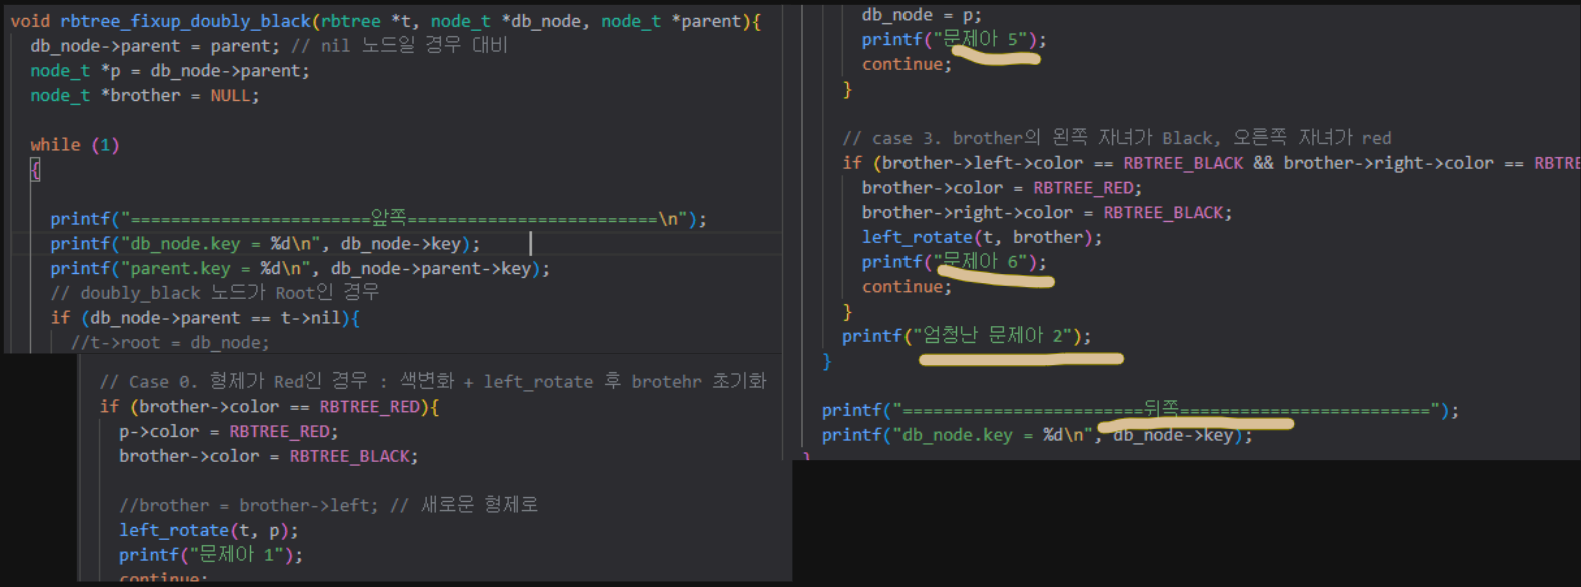 void rbtree_fixup_doubly_black(rbtree *t, node_t *db_node, node_t *parent){
db_node->parent = parent; // nil 노드일 경우 대비
node_t *p = db_node->parent;
node_t *brother = NULL;
while (1)
{
printf("========================앞쪽=========================\n");
printf("db_node.key = %d\n", db_node->key);
printf("parent.key = %d\n", db_node->parent->key);
// doubly_black 노드가 Root인 경우
if (db_node->parent == t->nil){
//t->root = db_node;
// Case 0. 형제가 Red인 경우 : 색변화 + left_rotate 후 brotehr 초기화
if (brother->color == RBTREE_RED){
p->color = RBTREE_RED;
brother->color = RBTREE_BLACK;
//brother = brother->left; // 새로운 형제로
left_rotate(t, p);
printf("문제아 1");
continue;
db_node = p;
printf("문제아 5");
continue;
}
// case 3. brother의 왼쪽 자녀가 Black, 오른쪽 자녀가 red
if (brother->left->color == RBTREE_BLACK && brother->right->color == RBTRE
brother->color = RBTREE_RED;
brother->right->color = RBTREE_BLACK;
left_rotate(t, brother);
printf("문제아 6");
continue;
}
printf("엄청난 문제아 2");
}
printf("========================뒤쪽=========================");
printf("db_node.key = %d\n", db_node->key);
}